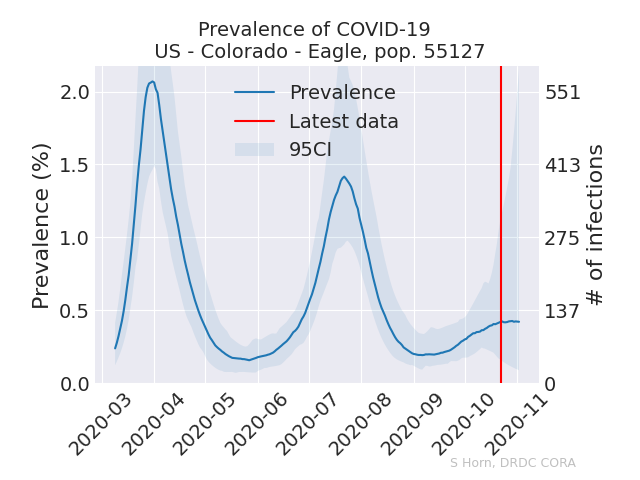 Prevalence of COVID-19
US - Colorado - Eagle, pop. 55127
Prevalence
Latest data
95CI
Prevalence (%)
2.0
1.5
1.0
0.5
0.0
551
413
275
137
0
# of infections
2020-03
2020-04
2020-05
2020-06
2020-07
2020-08
2020-09
2020-10
2020-11
S Horn, DRDC CORA